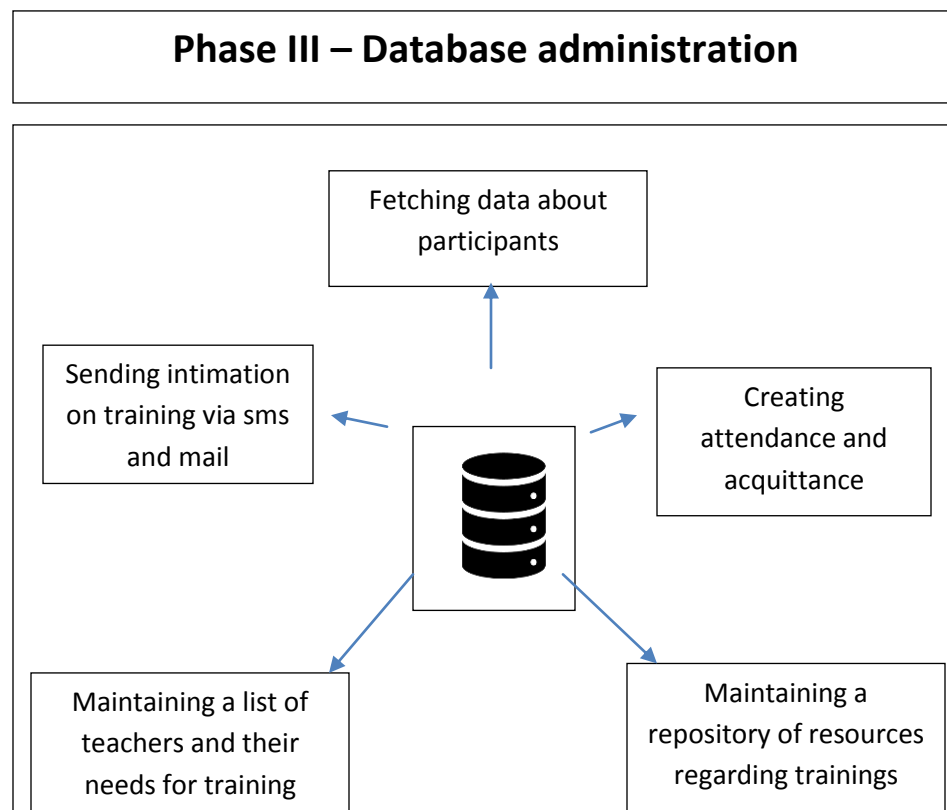 Phase III – Database administration
Fetching data about
participants
Sending intimation
on training via sms
and mail
Creating
attendance and
acquittance
Maintaining a list of
teachers and their
needs for training
Maintaining a
repository of resources
regarding trainings